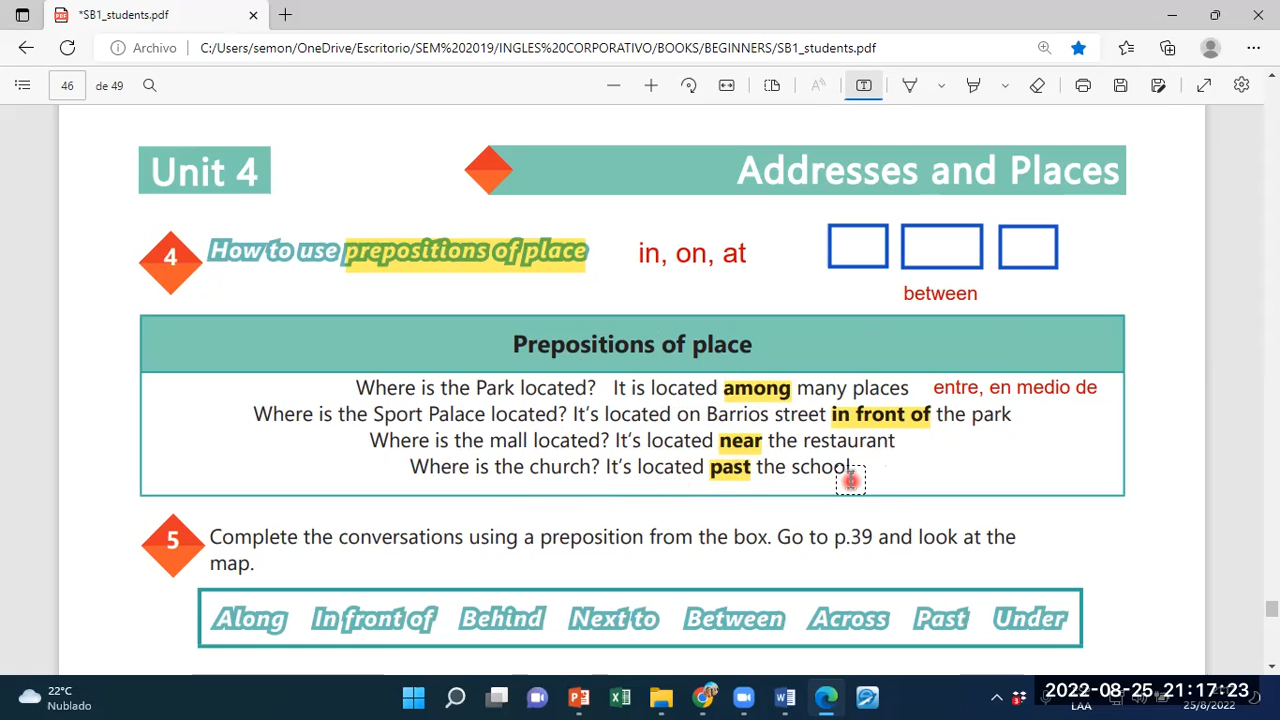 *SB1_students.pdf
Archivo
C:/Users/semon/OneDrive/Escritorio/SEM%202019/INGLES%20CORPORATIVO/BOOKS/BEGINNERS/SB1_students.pdf
46 de 49
Unit 4
Addresses and Places
4 How to use prepositions of place
in, on, at
between
Prepositions of place
Where is the Park located? It is located among many places
entre, en medio de
Where is the Sport Palace located? It's located on Barrios street in front of the park
Where is the mall located? It's located near the restaurant
Where is the church? It's located past the school
5 Complete the conversations using a preposition from the box. Go to p.39 and look at the
map.
Along In front of Behind Next to Between Across Past Under
22°C
Nublado
2022-08-25 21:17:23
LAA
25/8/2022